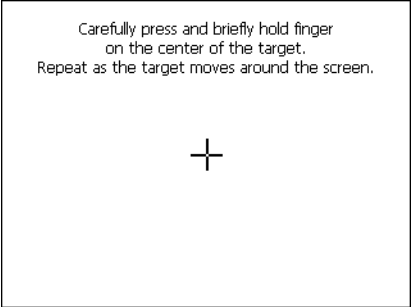 Carefully press and briefly hold finger
on the center of the target.
Repeat as the target moves around the screen.